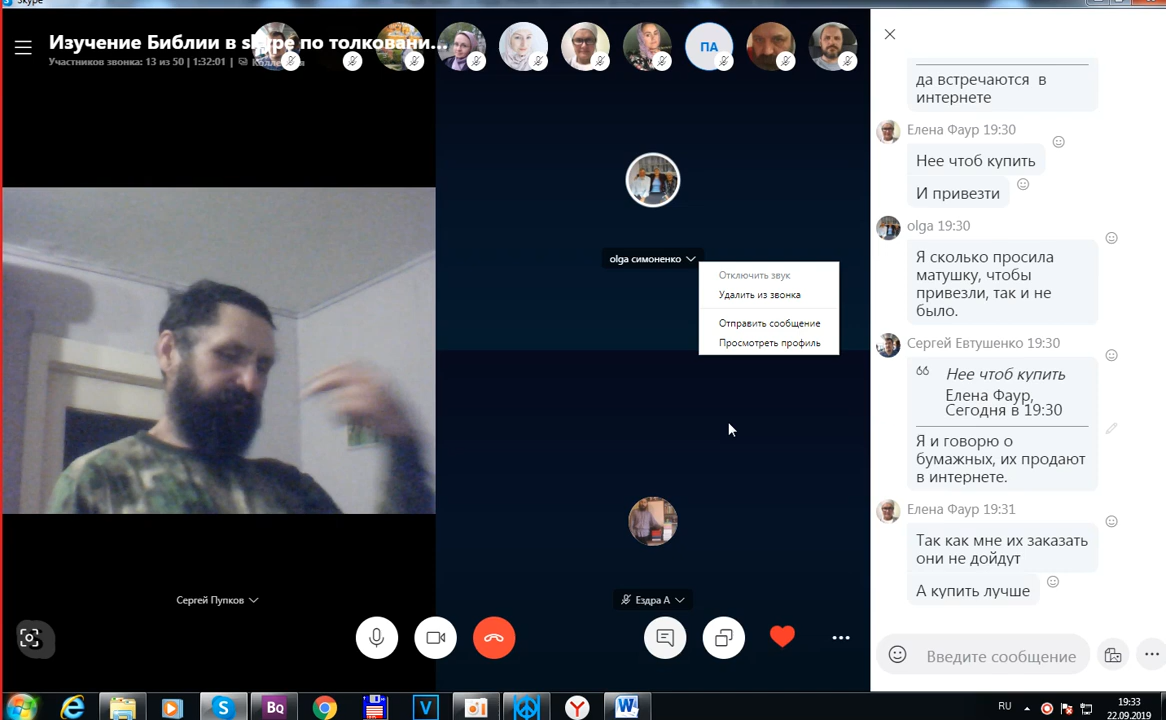 Skype
Изучение Библии в skype по толковани...
Участников звонка: 13 из 50 | 1:32:01 |
ПА
olga симоненко
Отключить звук
Удалить из звонка
Отправить сообщение
Просмотреть профиль
Сергей Пупков
Ездра А
да встречаются в
интернете
Елена Фаур 19:30
Нее чтоб купить
И привезти
olga 19:30
Я сколько просила
матушку, чтобы
привезли, так и не
было.
Сергей Евтушенко 19:30
Нее чтоб купить
Елена Фаур,
Сегодня в 19:30
Я и говорю о
бумажных, их продают
в интернете.
Елена Фаур 19:31
Так как мне их заказать
они не дойдут
А купить лучше
Введите сообщение
Bq
RU
19:33
22.09.2019